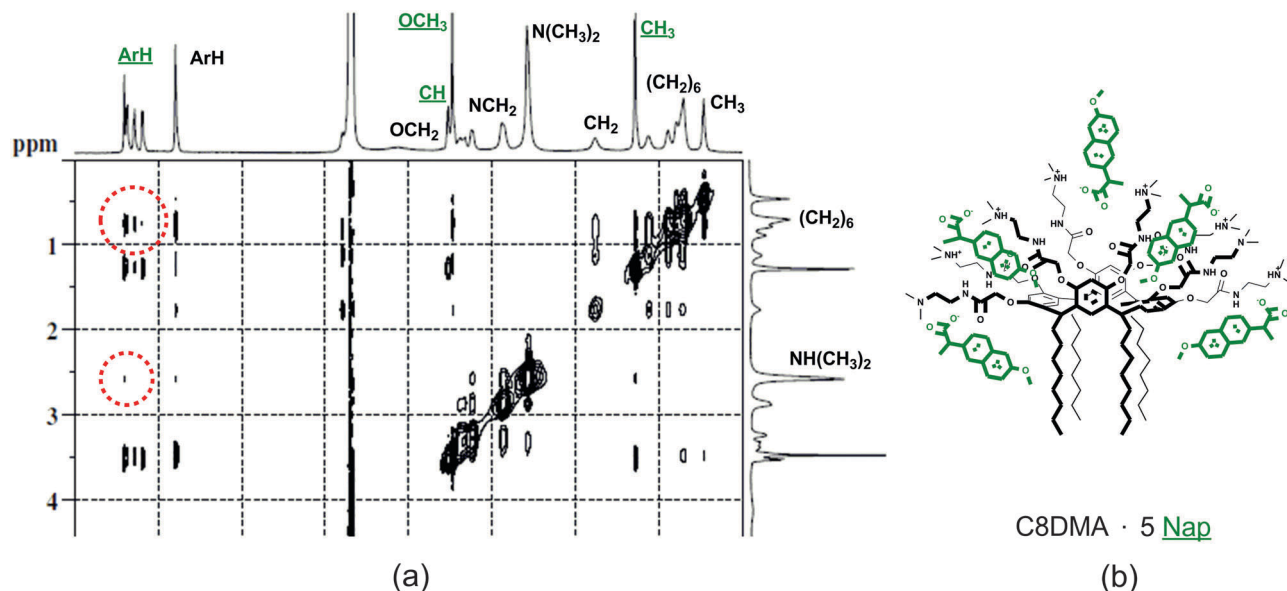 OCH₃
N(CH₃)₂
CH₃
ArH
ArH
(CH₂)₆
CH
NCH₂
CH₃
OCH₂
CH₂
ppm
1
2
3
4
(CH₂)₆
NH(CH₃)₂
C8DMA · 5 Nap
(a)
(b)